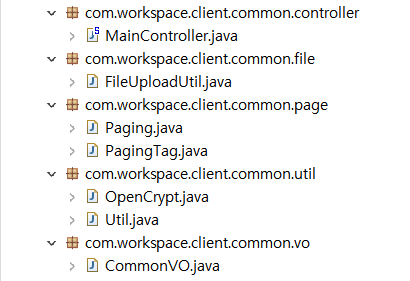 com.workspace.client.common.controller
MainController.java
com.workspace.client.common.file
FileUploadUtil.java
com.workspace.client.common.page
Paging.java
PagingTag.java
com.workspace.client.common.util
OpenCrypt.java
Util.java
com.workspace.client.common.vo
CommonVO.java